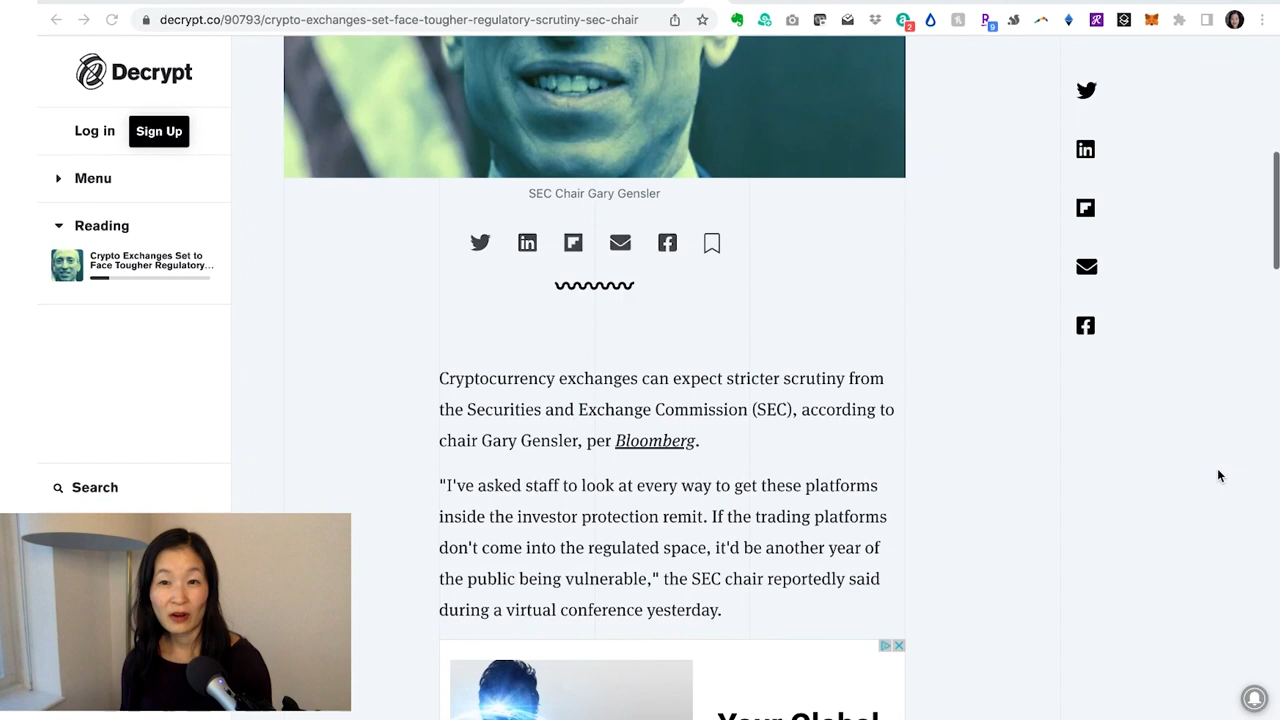 decrypt.co/90793/crypto-exchanges-set-face-tougher-regulatory-scrutiny-sec-chair
2
9
Decrypt
Log in
Sign Up
Menu
Reading
Crypto Exchanges Set to
Face Tougher Regulatory...
Search
SEC Chair Gary Gensler
Cryptocurrency exchanges can expect stricter scrutiny from
the Securities and Exchange Commission (SEC), according to
chair Gary Gensler, per Bloomberg.
"I've asked staff to look at every way to get these platforms
inside the investor protection remit. If the trading platforms
don't come into the regulated space, it'd be another year of
the public being vulnerable," the SEC chair reportedly said
during a virtual conference yesterday.
Your Global